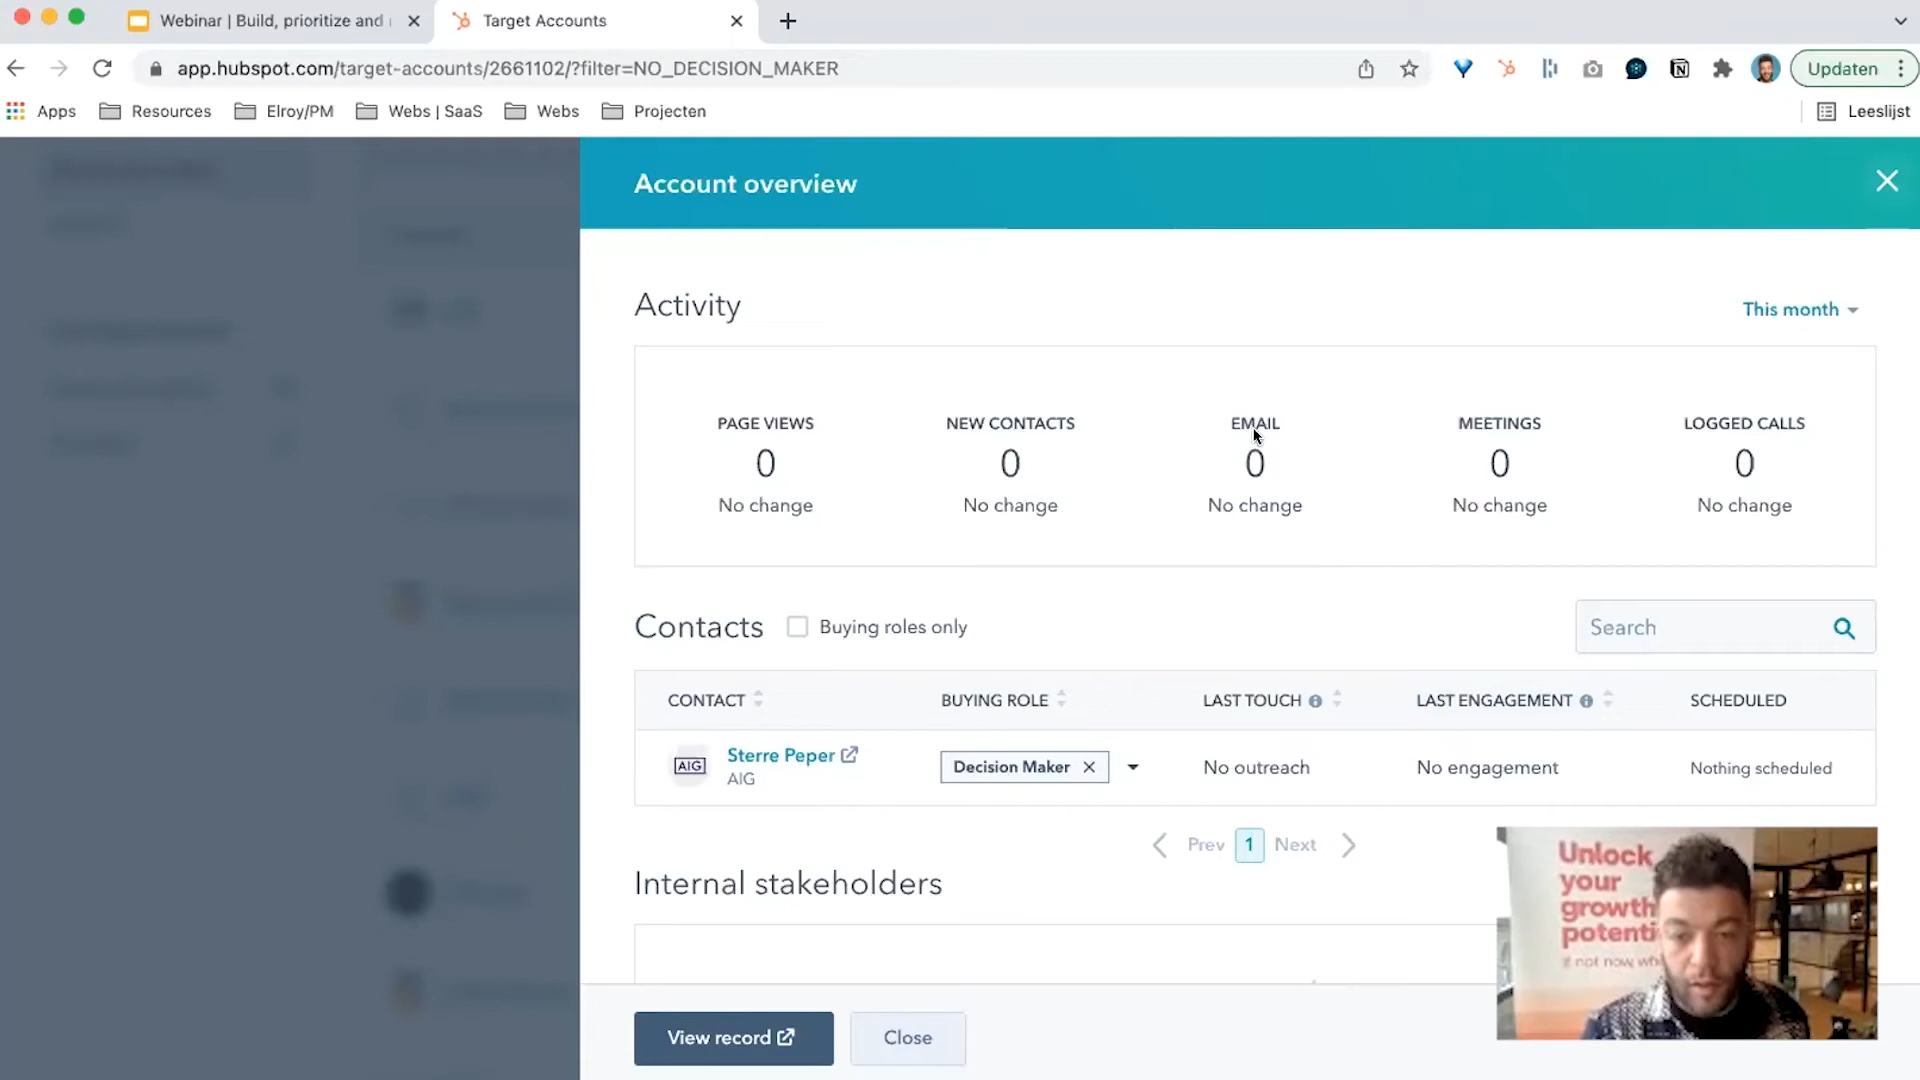 Webinar | Build, prioritize and
Target Accounts
app.hubspot.com/target-accounts/2661102/?filter=NO_DECISION_MAKER
Updaten
Apps
Resources
Elroy/PM
Webs | SaaS
Webs
Projecten
Leeslijst
Account overview
Activity
This month
PAGE VIEWS
NEW CONTACTS
EMAIL
MEETINGS
LOGGED CALLS
0
0
0
0
0
No change
No change
No change
No change
No change
Contacts
Buying roles only
Search
CONTACT
BUYING ROLE
LAST TOUCH
LAST ENGAGEMENT
SCHEDULED
AIG
Sterre Peper
AIG
Decision Maker
No outreach
No engagement
Nothing scheduled
Prev
1
Next
Internal stakeholders
Unlock
your
growth
potenti
if not now, wh
View record
Close